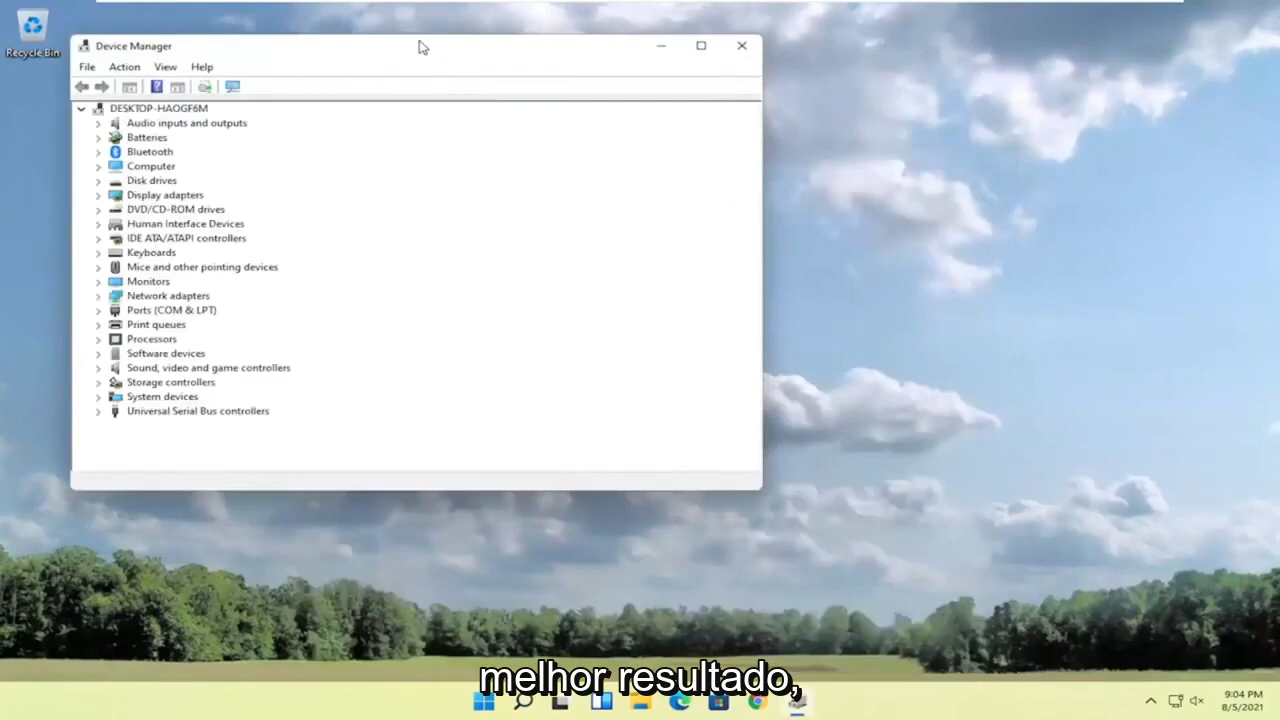 Recycle Bin
Device Manager
File Action View Help
DESKTOP-HAOGF6M
Audio inputs and outputs
Batteries
Bluetooth
Computer
Disk drives
Display adapters
DVD/CD-ROM drives
Human Interface Devices
IDE ATA/ATAPI controllers
Keyboards
Mice and other pointing devices
Monitors
Network adapters
Ports (COM & LPT)
Print queues
Processors
Software devices
Sound, video and game controllers
Storage controllers
System devices
Universal Serial Bus controllers
melhor resultado,
9:04 PM
8/5/2021